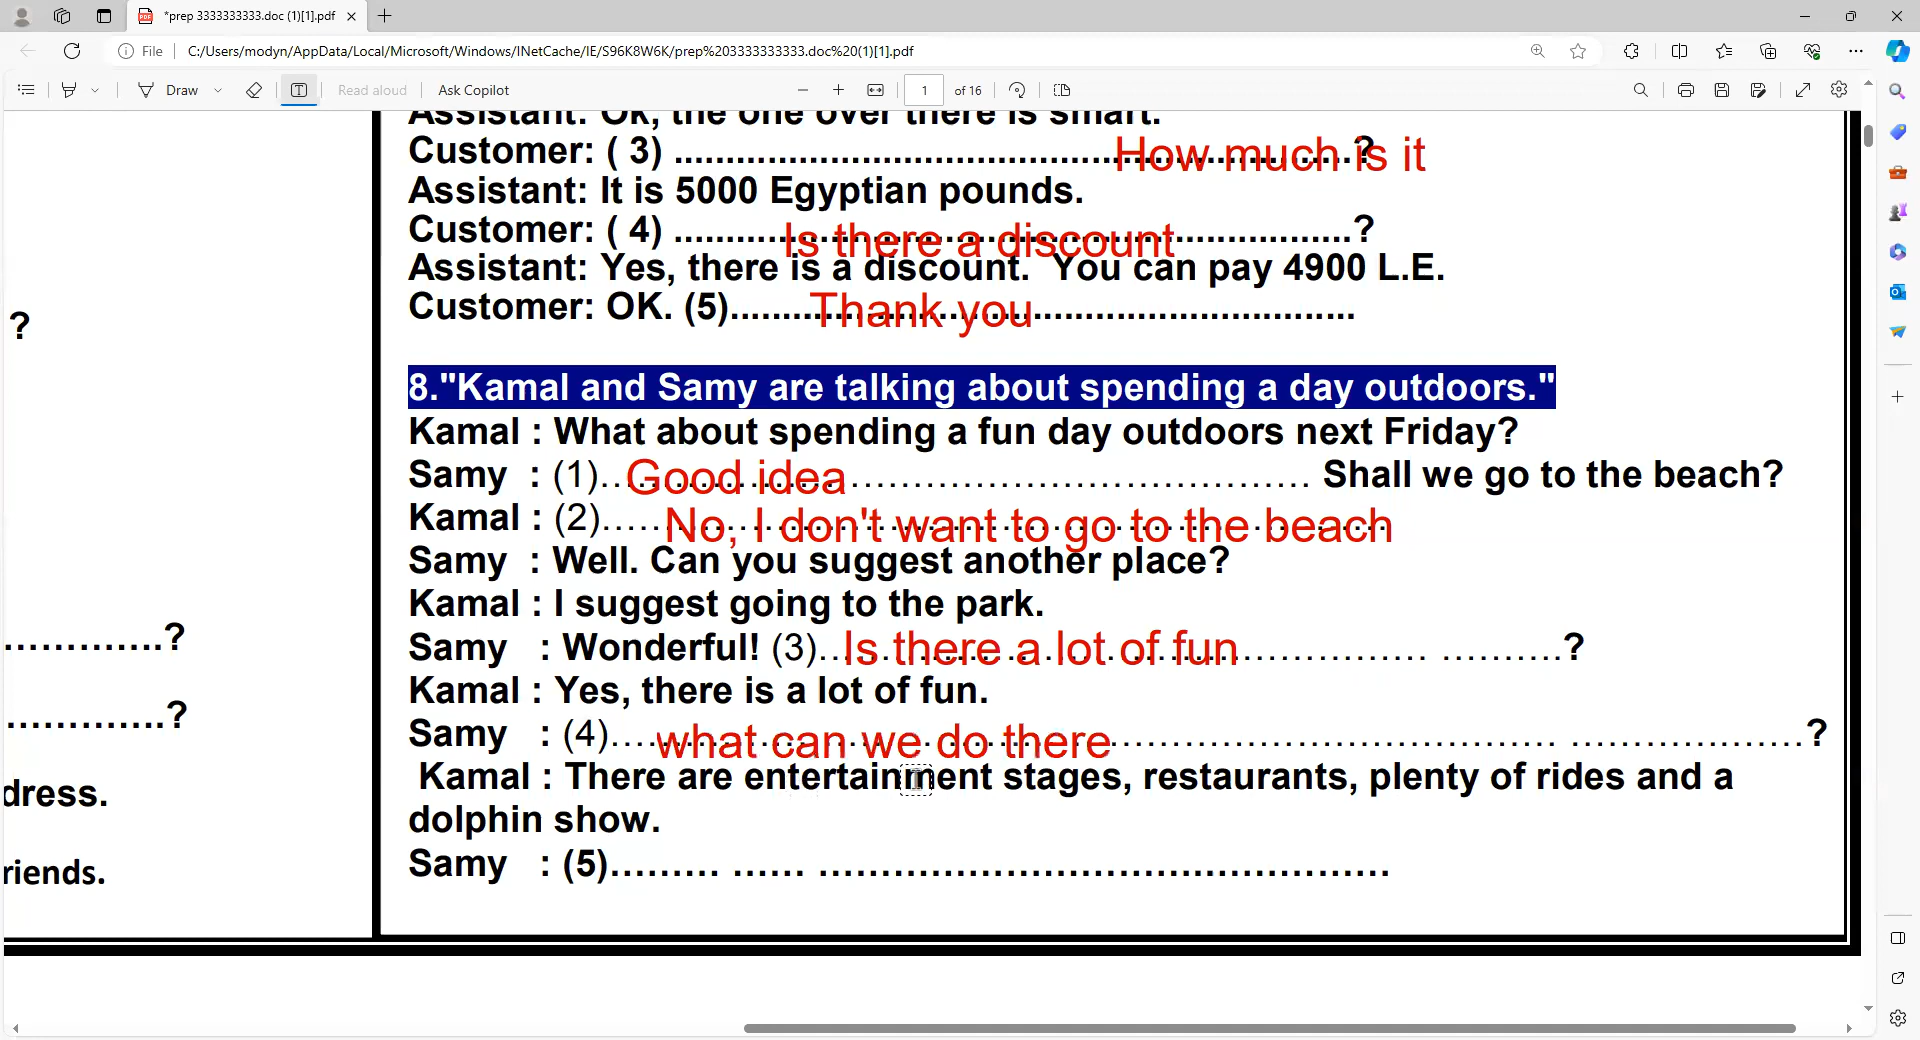 *prep 3333333333.doc (1)[1].pdf
File C:/Users/modyn/AppData/Local/Microsoft/Windows/INetCache/IE/S96K8W6K/prep%203333333333.doc%20(1)[1].pdf
Draw Read aloud Ask Copilot 1 of 16
Assistant: Ok, the one over there is smart.
Customer: ( 3) ................................................................? How much is it
Assistant: It is 5000 Egyptian pounds.
Customer: ( 4) ................................................................? Is there a discount
Assistant: Yes, there is a discount. You can pay 4900 L.E.
Customer: OK. (5)............................................................ Thank you
?
8."Kamal and Samy are talking about spending a day outdoors."
Kamal : What about spending a fun day outdoors next Friday?
Samy : (1)..Good idea............................................ Shall we go to the beach?
Kamal : (2)......No, I don't want to go to the beach
Samy : Well. Can you suggest another place?
Kamal : I suggest going to the park.
.............?
Samy : Wonderful! (3)..Is there a lot of fun.................. ..........?
Kamal : Yes, there is a lot of fun.
.............?
Samy : (4)....what can we do there........................................ ...................?
Kamal : There are entertainment stages, restaurants, plenty of rides and a
dolphin show.
dress.
Samy : (5)......... ...... ................................................
riends.